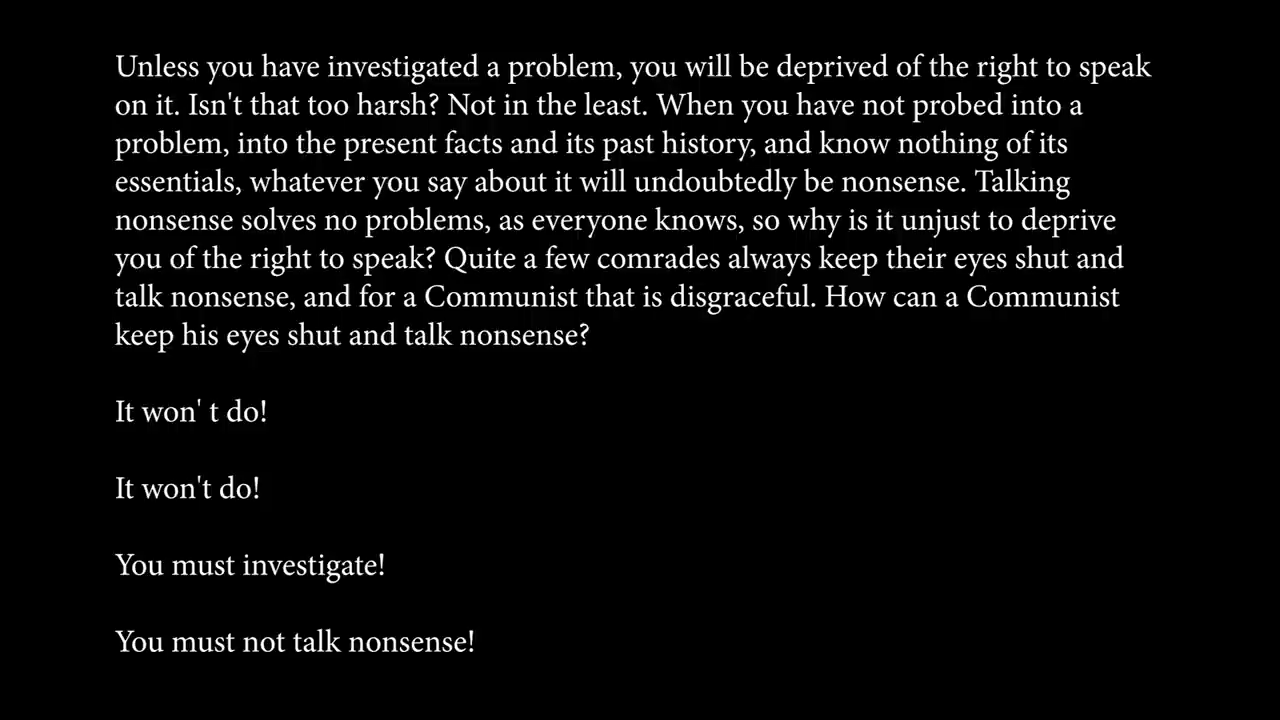 Unless you have investigated a problem, you will be deprived of the right to speak
on it. Isn't that too harsh? Not in the least. When you have not probed into a
problem, into the present facts and its past history, and know nothing of its
essentials, whatever you say about it will undoubtedly be nonsense. Talking
nonsense solves no problems, as everyone knows, so why is it unjust to deprive
you of the right to speak? Quite a few comrades always keep their eyes shut and
talk nonsense, and for a Communist that is disgraceful. How can a Communist
keep his eyes shut and talk nonsense?
It won' t do!
It won't do!
You must investigate!
You must not talk nonsense!